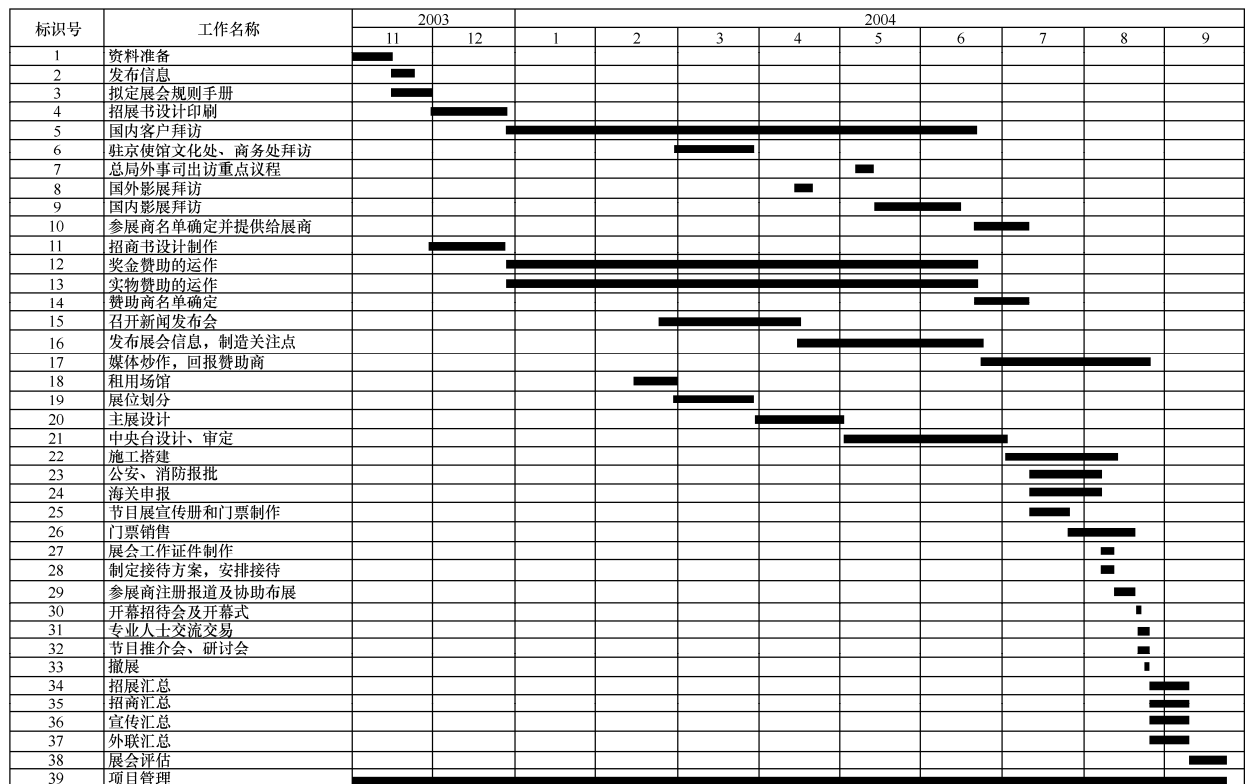 标识号 工作名称 2003 2004
11 12 1 2 3 4 5 6 7 8 9
1 资料准备
2 发布信息
3 拟定展会规则手册
4 招展书设计印刷
5 国内客户拜访
6 驻京使馆文化处、商务处拜访
7 总局外事司出访重点议程
8 国外影展拜访
9 国内影展拜访
10 参展商名单确定并提供给展商
11 招商书设计制作
12 奖金赞助的运作
13 实物赞助的运作
14 赞助商名单确定
15 召开新闻发布会
16 发布展会信息，制造关注点
17 媒体炒作，回报赞助商
18 租用场馆
19 展位划分
20 主展设计
21 中央台设计、审定
22 施工搭建
23 公安、消防报批
24 海关申报
25 节目展宣传册和门票制作
26 门票销售
27 展会工作证件制作
28 制定接待方案，安排接待
29 参展商注册报道及协助布展
30 开幕招待会及开幕式
31 专业人士交流交易
32 节目推介会、研讨会
33 撤展
34 招展汇总
35 招商汇总
36 宣传汇总
37 外联汇总
38 展会评估
39 项目管理